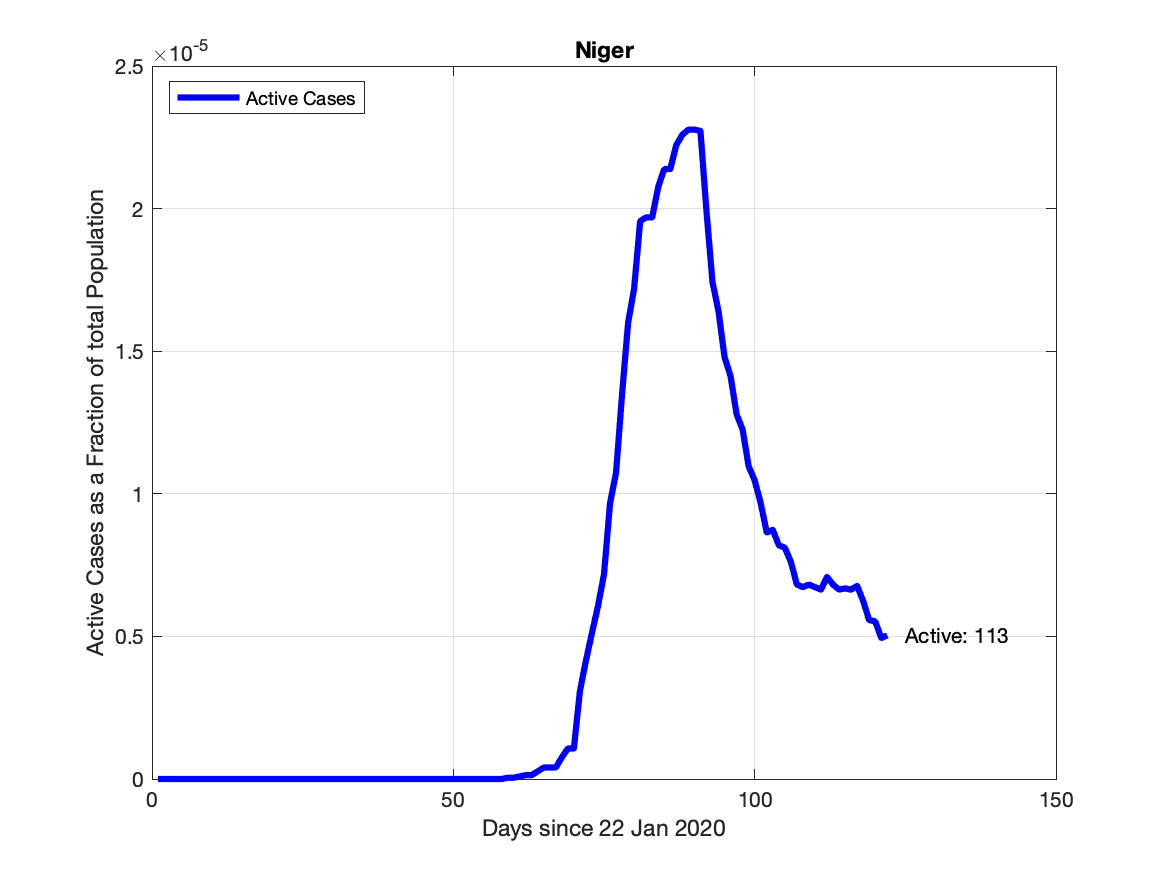 Niger
×10-5
2.5
2
1.5
1
0.5
0
Active Cases as a Fraction of total Population
Active Cases
Active: 113
0
50
100
150
Days since 22 Jan 2020